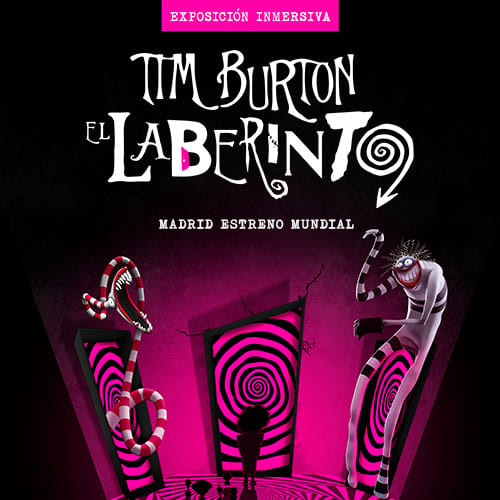 EXPOSICIÓN INMERSIVA
TIM BURTON
EL LABERINTO
MADRID ESTRENO MUNDIAL